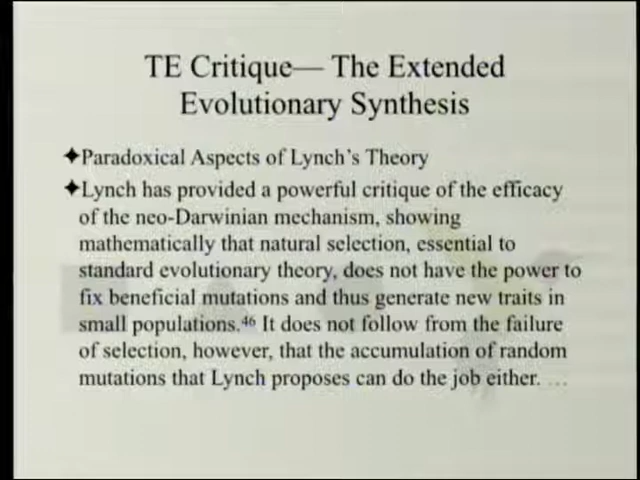 TE Critique— The Extended
Evolutionary Synthesis
✦Paradoxical Aspects of Lynch's Theory
✦Lynch has provided a powerful critique of the efficacy
of the neo-Darwinian mechanism, showing
mathematically that natural selection, essential to
standard evolutionary theory, does not have the power to
fix beneficial mutations and thus generate new traits in
small populations.⁴⁶ It does not follow from the failure
of selection, however, that the accumulation of random
mutations that Lynch proposes can do the job either. …